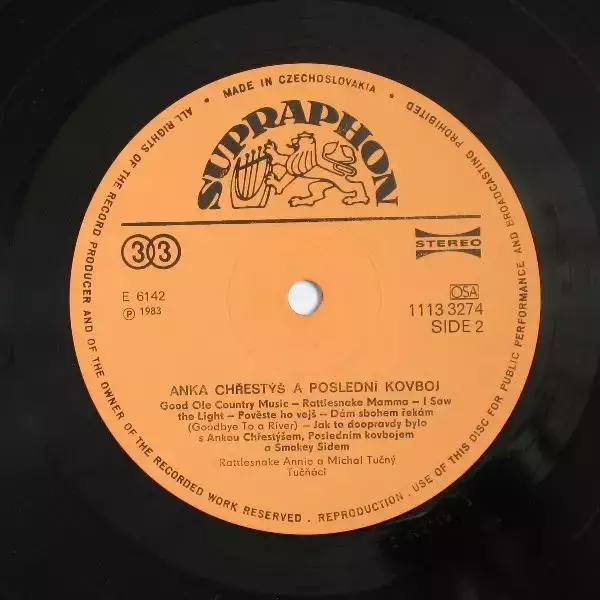 • MADE IN CZECHOSLOVAKIA •
ALL RIGHTS OF THE RECORD PRODUCER AND OF THE OWNER OF THE RECORDED WORK RESERVED . REPRODUCTION . USE OF THIS DISC FOR PUBLIC PERFORMANCE AND BROADCASTING PROHIBITED
SUPRAPHON
33
STEREO
E 6142
Ⓟ 1983
OSA
1113 3274
SIDE 2
ANKA CHŘESTÝŠ A POSLEDNÍ KOVBOJ
Good Ole Country Music – Rattlesnake Mamma – I Saw
the Light – Pověste ho vejš – Dám sbohem řekám
(Goodbye To a River) – Jak to doopravdy bylo
s Ankou Chřestýšem, Posledním kovbojem
a Smokey Sidem
Rattlesnake Annie a Michal Tučný
Tučňáci